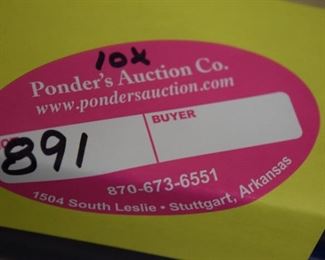 10x
Ponder's Auction Co.
www.pondersauction.com
BUYER
891
870-673-6551
1504 South Leslie • Stuttgart, Arkansas